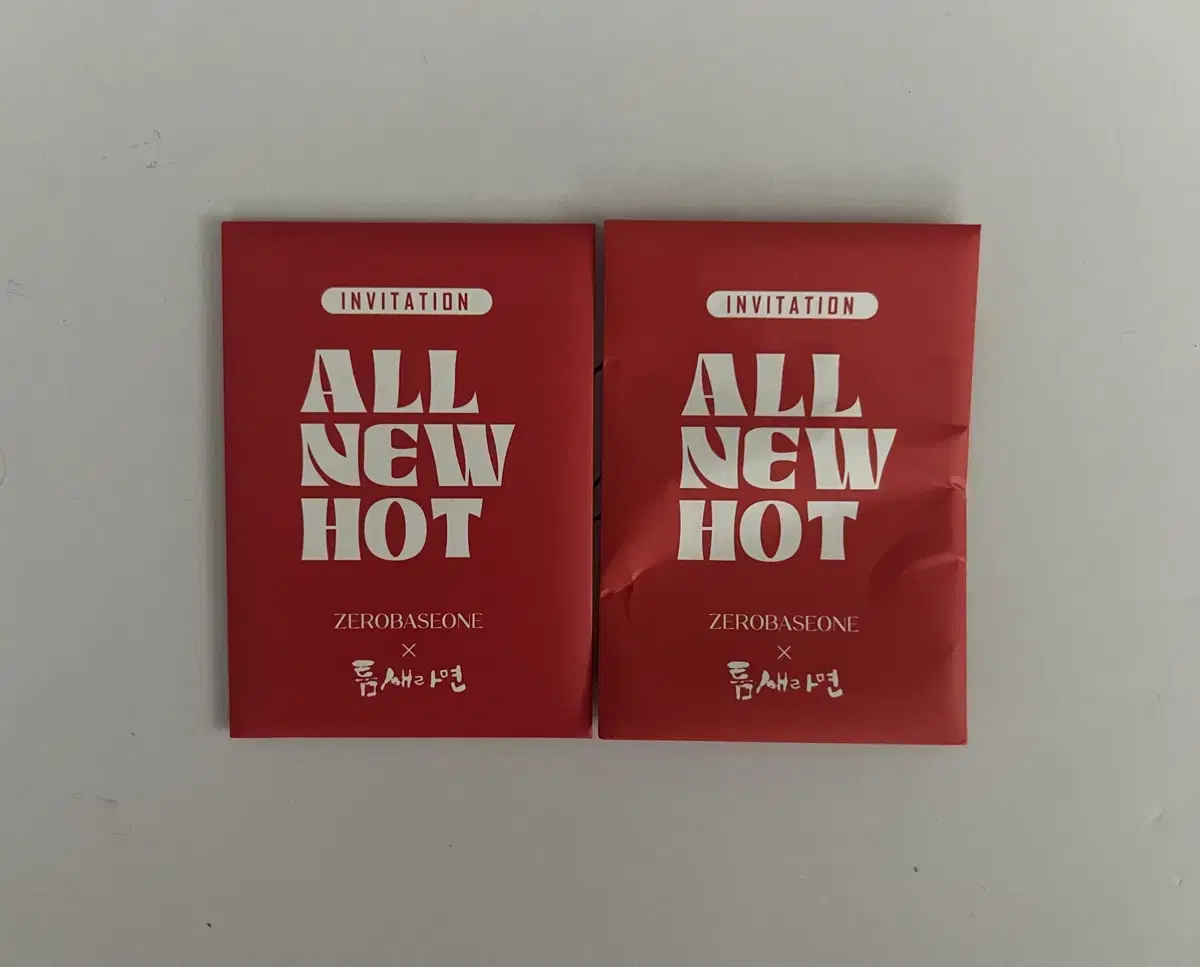 INVITATION
ALL
NEW
HOT
ZEROBASEONE
×
틈새라면
INVITATION
ALL
NEW
HOT
ZEROBASEONE
×
틈새라면